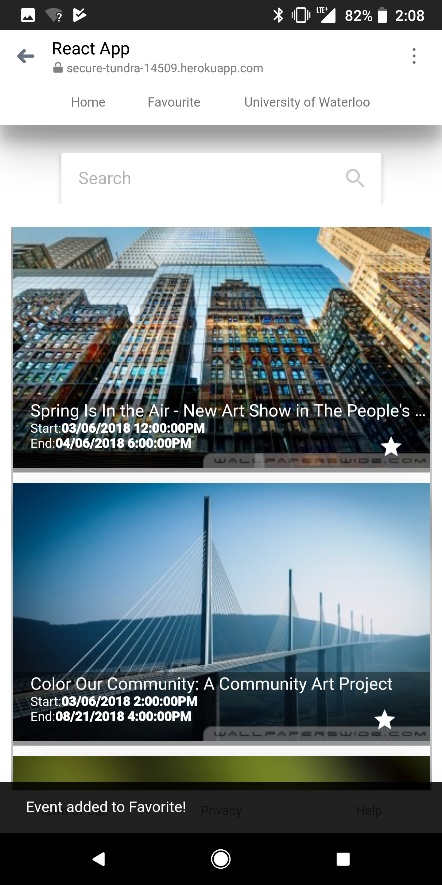 LTE+ 82% 2:08
React App
secure-tundra-14509.herokuapp.com
Home Favourite University of Waterloo
Search
Spring Is In the Air - New Art Show in The People's ...
Start:03/06/2018 12:00:00PM
End:04/06/2018 6:00:00PM
WALLPAPERSWIDE.COM
Color Our Community: A Community Art Project
Start:03/06/2018 2:00:00PM
End:08/21/2018 4:00:00PM
WALLPAPERSWIDE.COM
Event added to Favorite!
Privacy Help